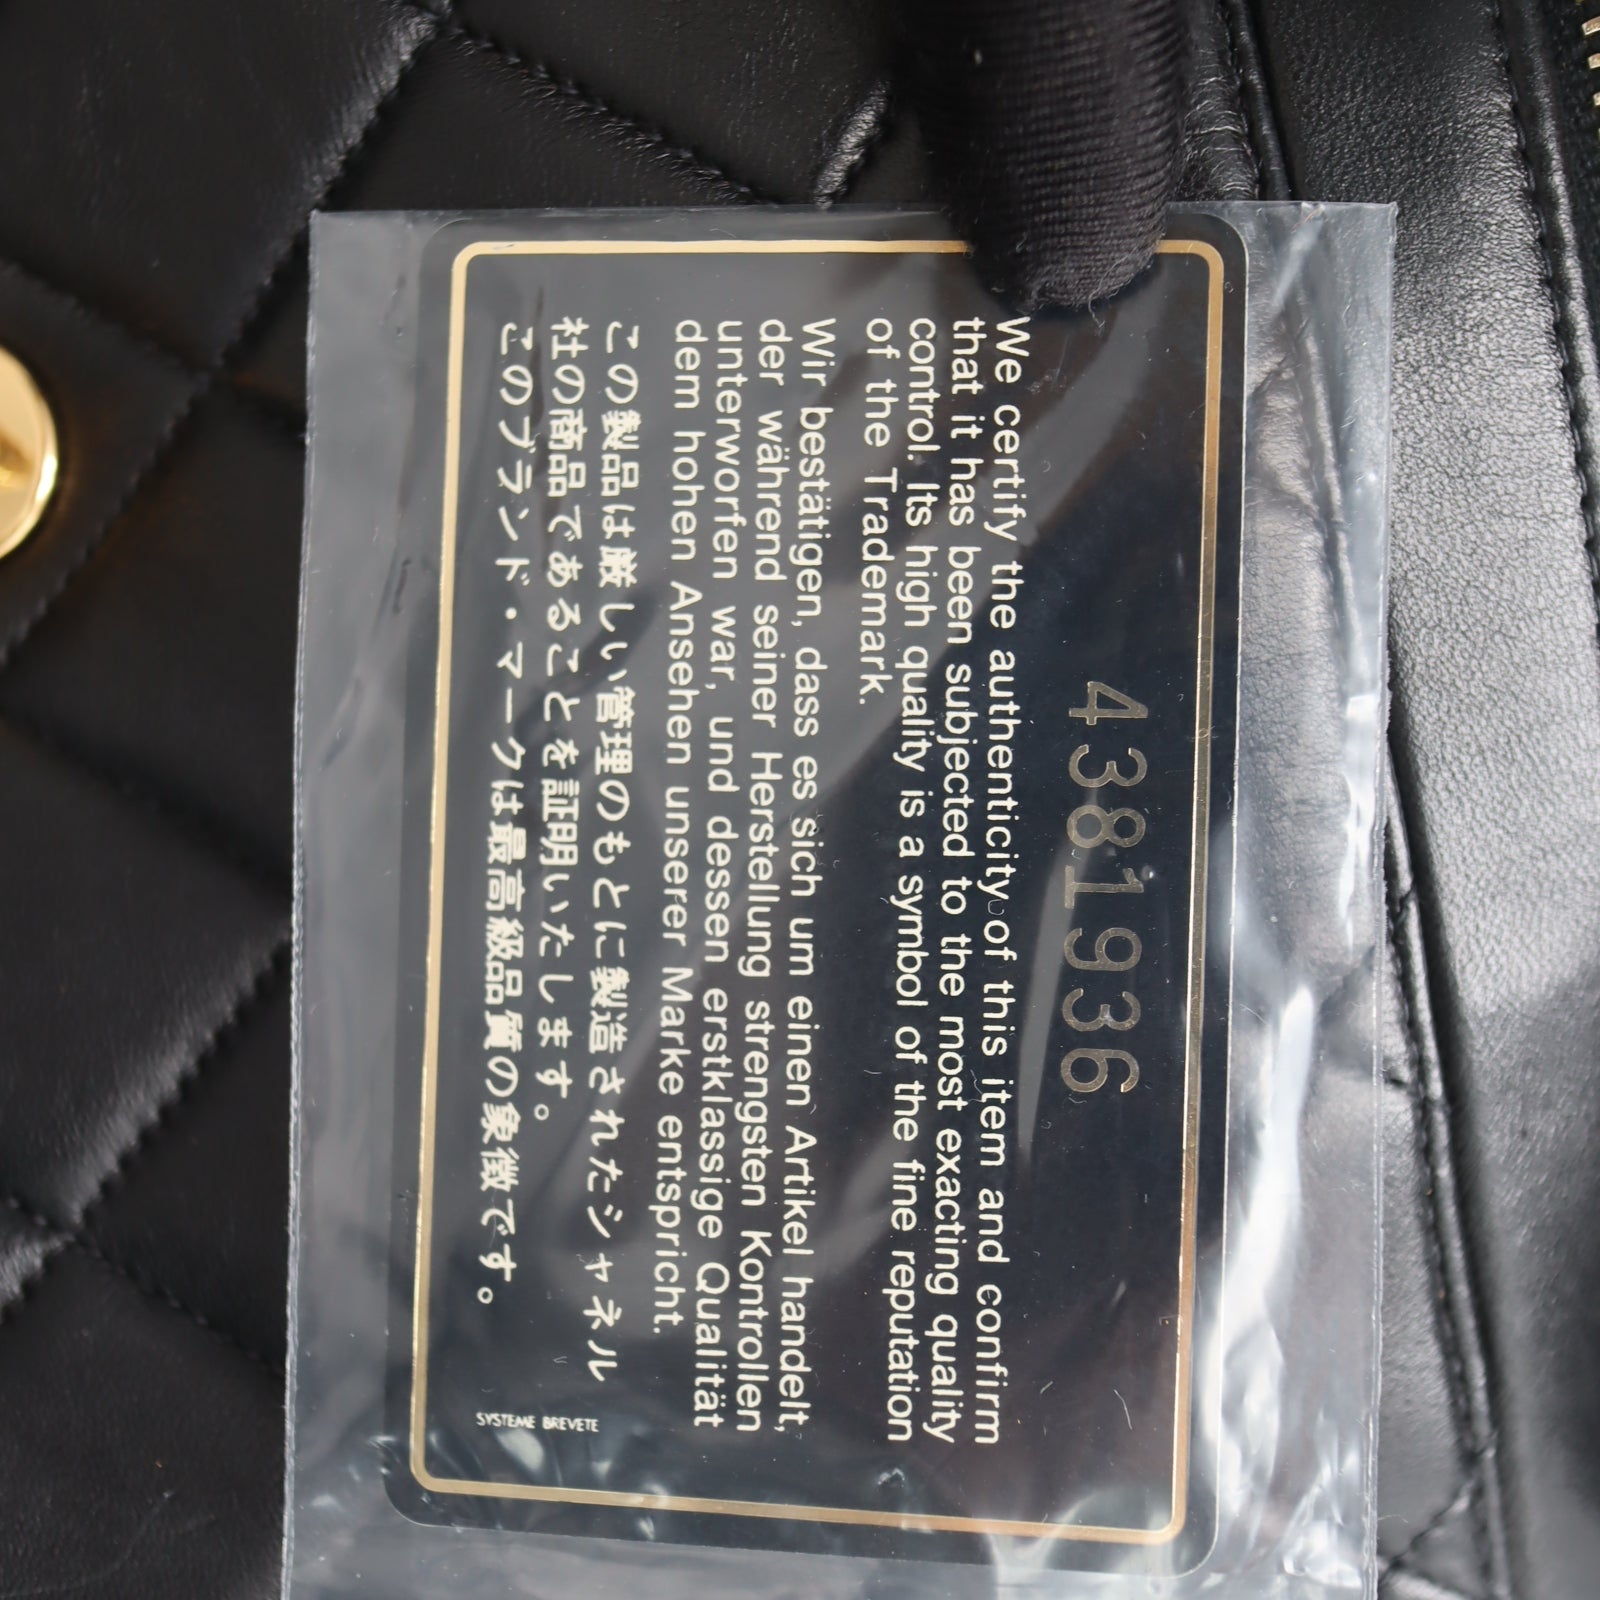 4381936
We certify the authenticity of this item and confirm
that it has been subjected to the most exacting quality
control. Its high quality is a symbol of the fine reputation
of the Trademark.
Wir bestätigen, dass es sich um einen Artikel handelt,
der während seiner Herstellung strengsten Kontrollen
unterworfen war, und dessen erstklassige Qualität
dem hohen Ansehen unserer Marke entspricht.
この製品は厳しい管理のもとに製造されたシャネル
社の商品であることを証明いたします。
このブランド・マークは最高級品質の象徴です。
SYSTEME BREVETE